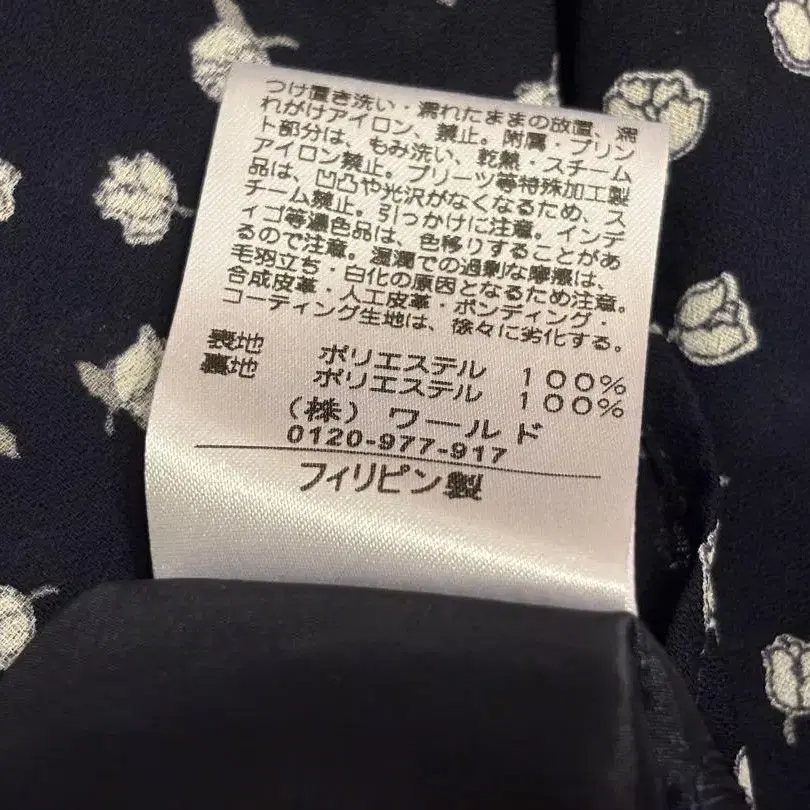 つけ置き洗い・濡れたままの放置、濡
れがけアイロン、禁止。附属・プリン
ト部分は、もみ洗い、乾熱・スチーム
アイロン禁止。プリーツ等特殊加工製
品は、凹凸や光沢がなくなるため、ス
チーム禁止。引っかけに注意。インデ
ィゴ等濃色品は、色移りすることがあ
るので注意。湿潤での過剰な摩擦は、
毛羽立ち・白化の原因となるため注意。
合成皮革・人工皮革・ボンディング・
コーティング生地は、徐々に劣化する。
表地 ポリエステル 100%
裏地 ポリエステル 100%
(株) ワールド
0120-977-917
フィリピン製